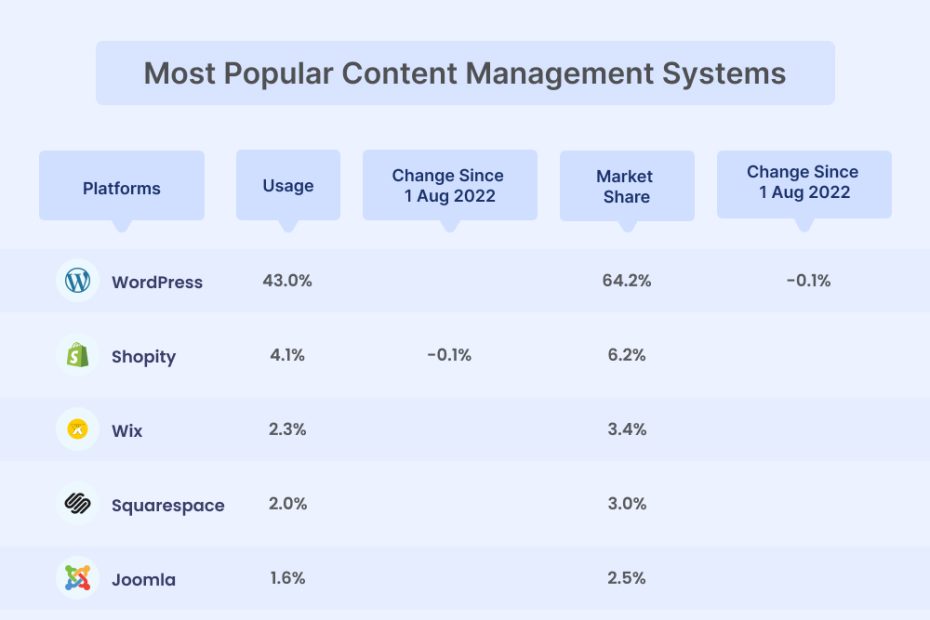 Most Popular Content Management Systems
Platforms Usage Change Since 1 Aug 2022 Market Share Change Since 1 Aug 2022
WordPress 43.0% 64.2% -0.1%
Shopity 4.1% -0.1% 6.2%
Wix 2.3% 3.4%
Squarespace 2.0% 3.0%
Joomla 1.6% 2.5%